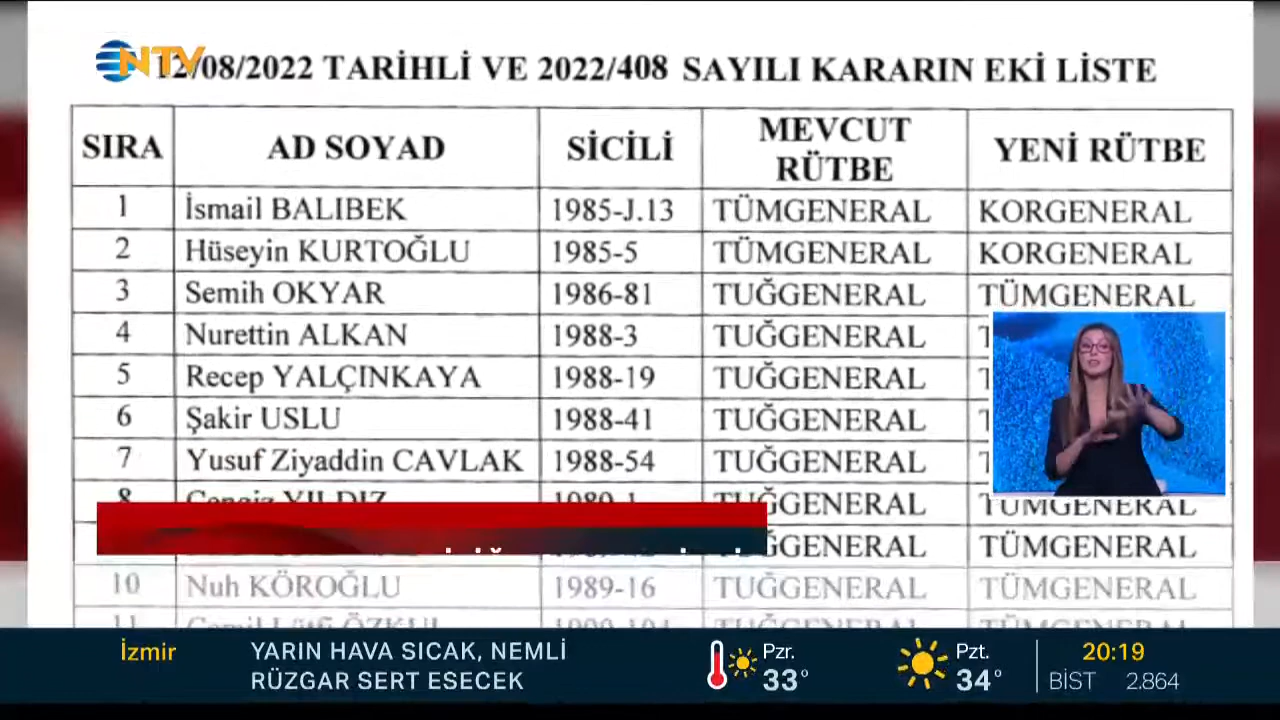 NTV
12/08/2022 TARİHLİ VE 2022/408 SAYILI KARARIN EKİ LİSTE
SIRA AD SOYAD SİCİLİ MEVCUT RÜTBE YENİ RÜTBE
1 İsmail BALIBEK 1985-J.13 TÜMGENERAL KORGENERAL
2 Hüseyin KURTOĞLU 1985-5 TÜMGENERAL KORGENERAL
3 Semih OKYAR 1986-81 TUĞGENERAL TÜMGENERAL
4 Nurettin ALKAN 1988-3 TUĞGENERAL
5 Recep YALÇINKAYA 1988-19 TUĞGENERAL
6 Şakir USLU 1988-41 TUĞGENERAL
7 Yusuf Ziyaddin CAVLAK 1988-54 TUĞGENERAL
8 Cengiz YILDIZ 1989-1 TUĞGENERAL TÜMGENERAL
TÜMGENERAL
10 Nuh KÖROĞLU 1989-16 TUĞGENERAL TÜMGENERAL
İzmir
YARIN HAVA SICAK, NEMLİ
RÜZGAR SERT ESECEK
Pzr.
33°
Pzt.
34°
20:19
BİST 2.864